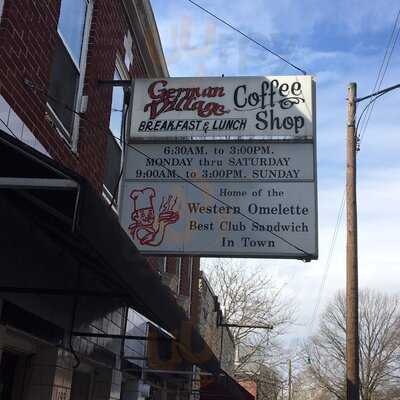 German Village Coffee Shop
BREAKFAST & LUNCH
6:30AM. to 3:00PM.
MONDAY thru SATURDAY
9:00AM. to 3:00PM. SUNDAY
Home of the
Western Omelette
Best Club Sandwich
In Town